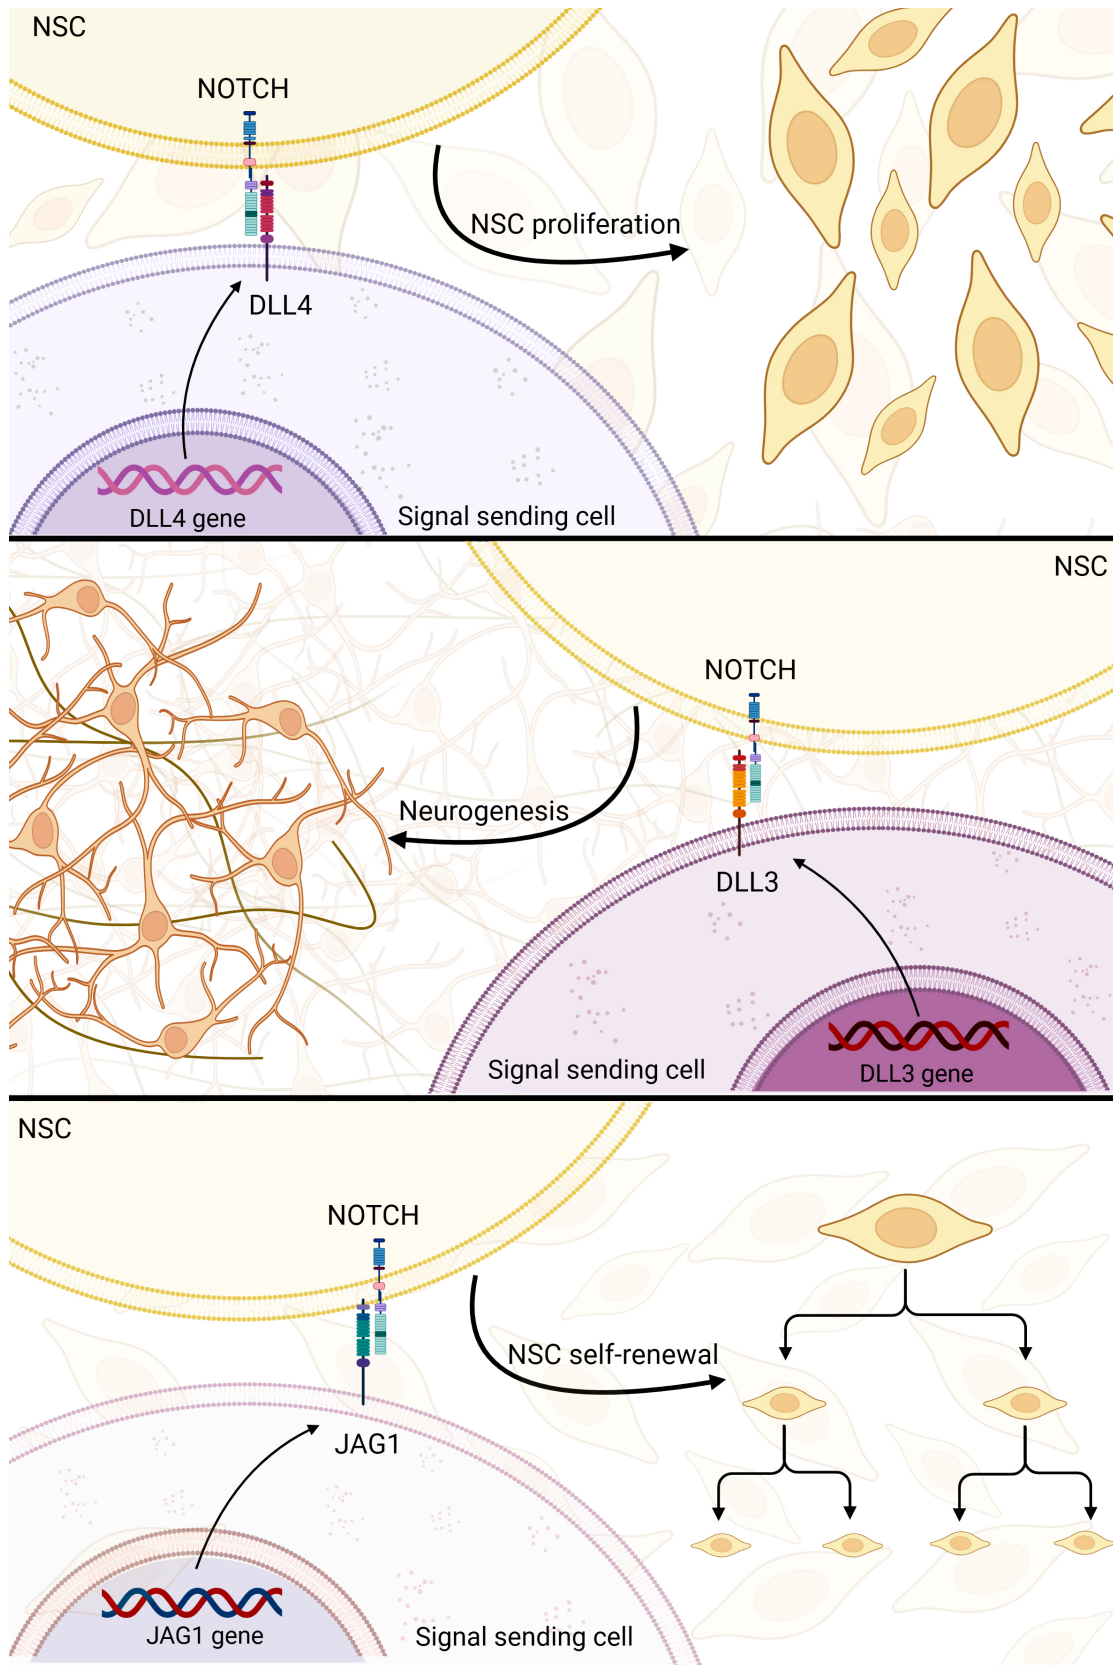 NSC
NOTCH
NSC proliferation
DLL4
DLL4 gene
Signal sending cell
NSC
NOTCH
Neurogenesis
DLL3
Signal sending cell
DLL3 gene
NSC
NOTCH
NSC self-renewal
JAG1
JAG1 gene
Signal sending cell